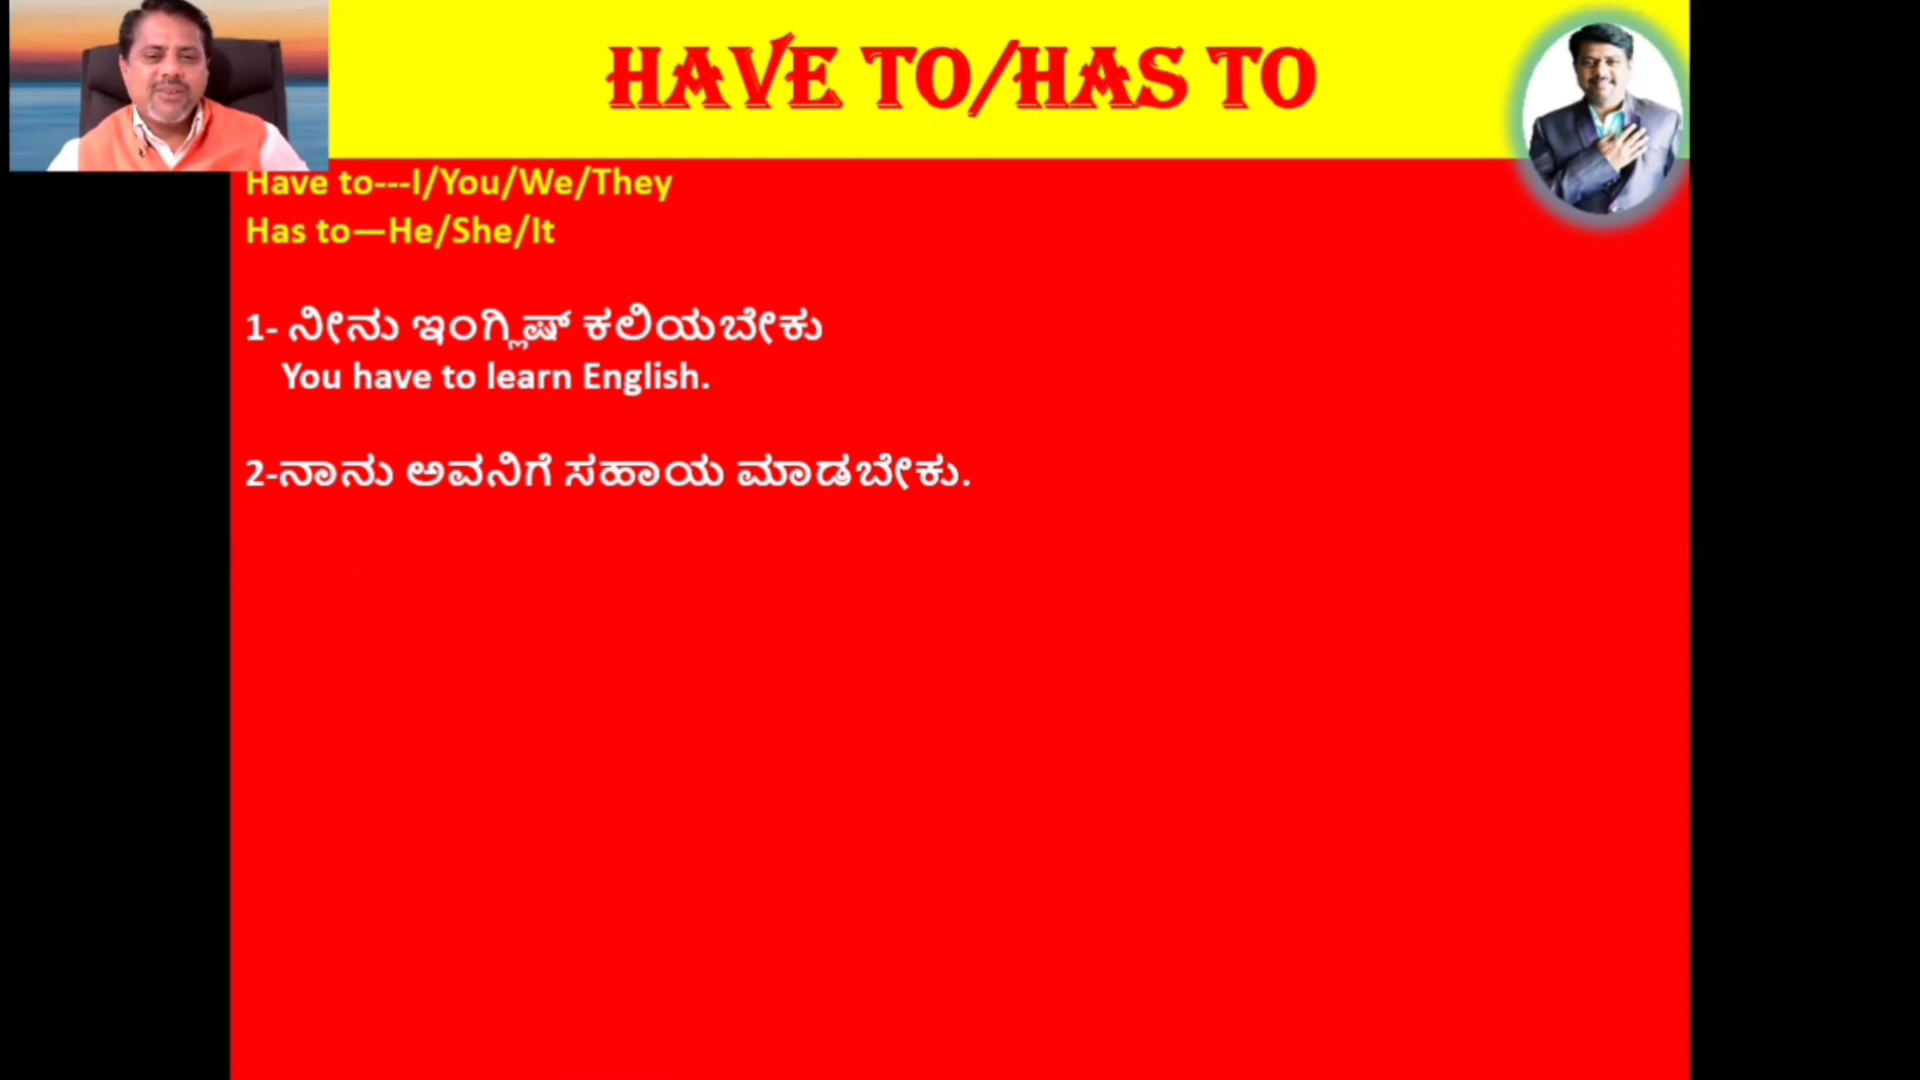 HAVE TO/HAS TO
Have to---I/You/We/They
Has to—He/She/It
1- ನೀನು ಇಂಗ್ಲಿಷ್ ಕಲಿಯಬೇಕು
You have to learn English.
2-ನಾನು ಅವನಿಗೆ ಸಹಾಯ ಮಾಡಬೇಕು.